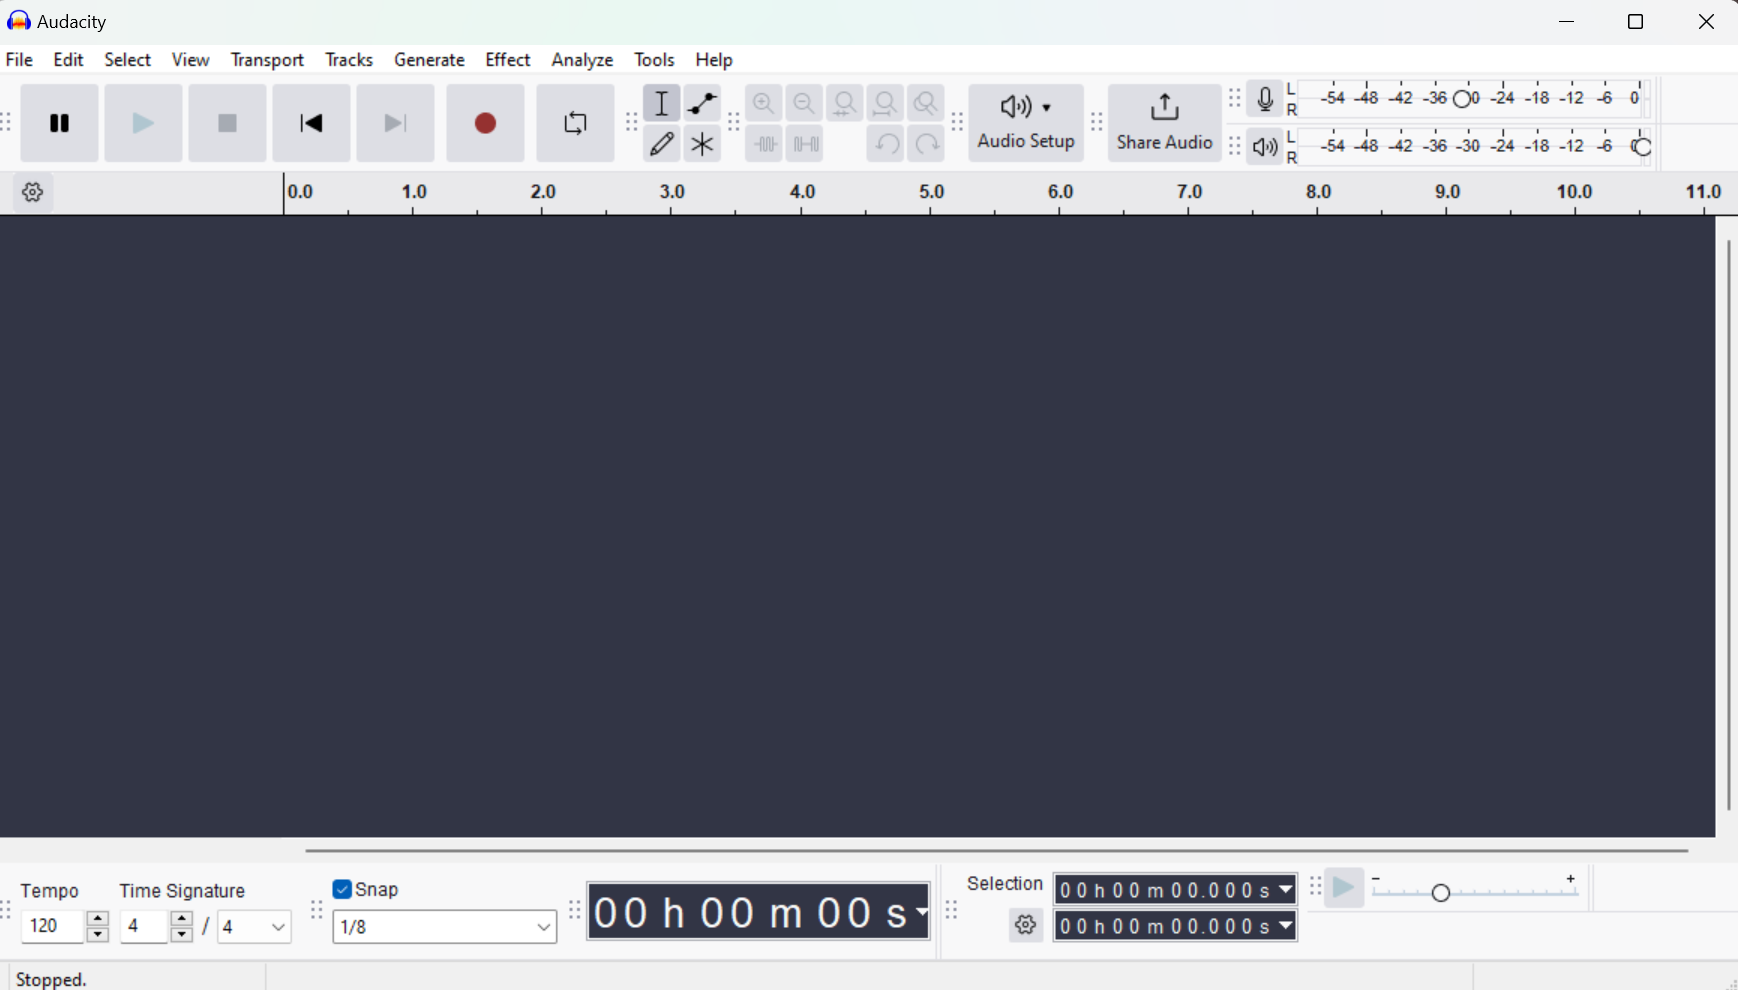 Audacity
File Edit Select View Transport Tracks Generate Effect Analyze Tools Help
L
R
-54 -48 -42 -36 0 -24 -18 -12 -6 0
Audio Setup
Share Audio
L
R
-54 -48 -42 -36 -30 -24 -18 -12 -6
0.0 1.0 2.0 3.0 4.0 5.0 6.0 7.0 8.0 9.0 10.0 11.0
Tempo
120
Time Signature
4 / 4
Snap
1/8
00 h 00 m 00 s
Selection
00 h 00 m 00.000 s
00 h 00 m 00.000 s
- +
Stopped.